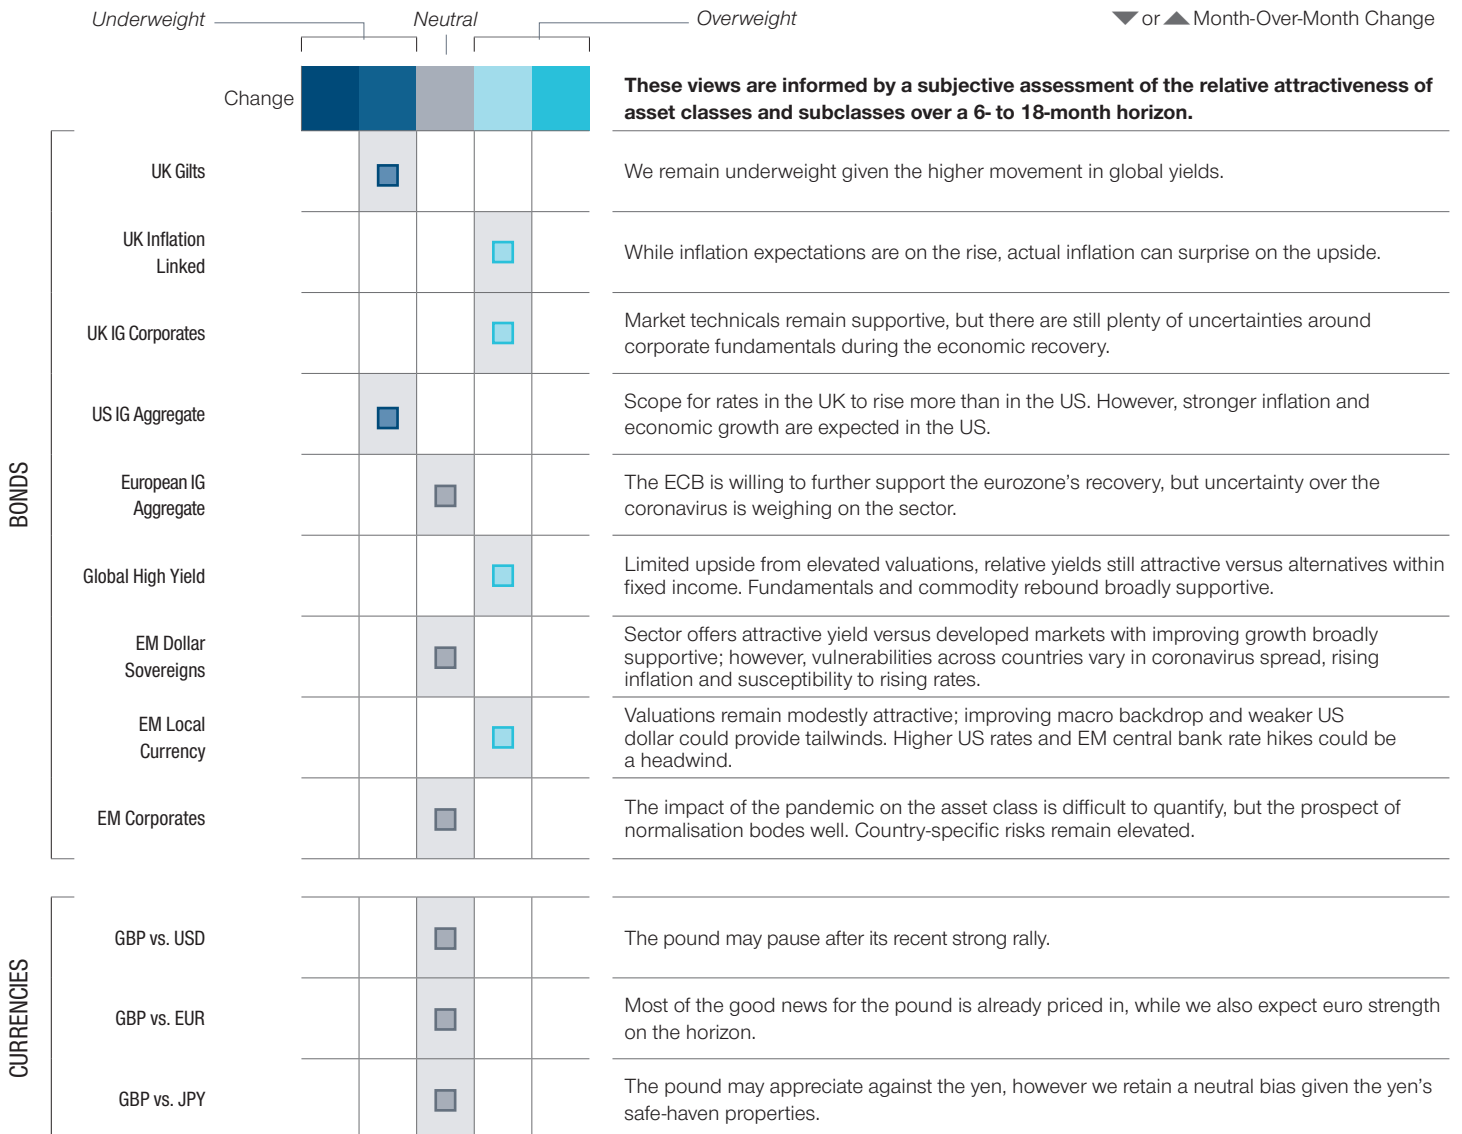 Underweight
Neutral
Overweight
▼ or ▲ Month-Over-Month Change
Change
These views are informed by a subjective assessment of the relative attractiveness of
asset classes and subclasses over a 6- to 18-month horizon.
BONDS
UK Gilts
We remain underweight given the higher movement in global yields.
UK Inflation
Linked
While inflation expectations are on the rise, actual inflation can surprise on the upside.
UK IG Corporates
Market technicals remain supportive, but there are still plenty of uncertainties around
corporate fundamentals during the economic recovery.
US IG Aggregate
Scope for rates in the UK to rise more than in the US. However, stronger inflation and
economic growth are expected in the US.
European IG
Aggregate
The ECB is willing to further support the eurozone's recovery, but uncertainty over the
coronavirus is weighing on the sector.
Global High Yield
Limited upside from elevated valuations, relative yields still attractive versus alternatives within
fixed income. Fundamentals and commodity rebound broadly supportive.
EM Dollar
Sovereigns
Sector offers attractive yield versus developed markets with improving growth broadly
supportive; however, vulnerabilities across countries vary in coronavirus spread, rising
inflation and susceptibility to rising rates.
EM Local
Currency
Valuations remain modestly attractive; improving macro backdrop and weaker US
dollar could provide tailwinds. Higher US rates and EM central bank rate hikes could be
a headwind.
EM Corporates
The impact of the pandemic on the asset class is difficult to quantify, but the prospect of
normalisation bodes well. Country-specific risks remain elevated.
CURRENCIES
GBP vs. USD
The pound may pause after its recent strong rally.
GBP vs. EUR
Most of the good news for the pound is already priced in, while we also expect euro strength
on the horizon.
GBP vs. JPY
The pound may appreciate against the yen, however we retain a neutral bias given the yen's
safe-haven properties.